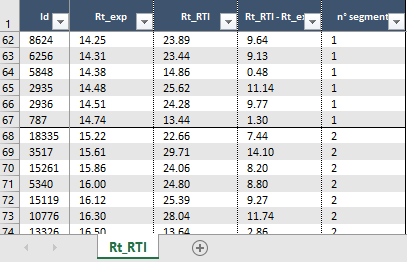 1 Id Rt_exp Rt_RTI Rt_RTI - Rt_ex n° segment
62 8624 14.25 23.89 9.64 1
63 6256 14.31 23.44 9.13 1
64 5848 14.38 14.86 0.48 1
65 2935 14.48 25.62 11.14 1
66 2936 14.51 24.28 9.77 1
67 787 14.74 13.44 1.30 1
68 18335 15.22 22.66 7.44 2
69 3517 15.61 29.71 14.10 2
70 15261 15.86 24.06 8.20 2
71 5340 16.00 24.80 8.80 2
72 15119 16.12 25.39 9.27 2
73 10776 16.30 28.04 11.74 2
74 13326 16.50 13.64 2.86 2
Rt_RTI